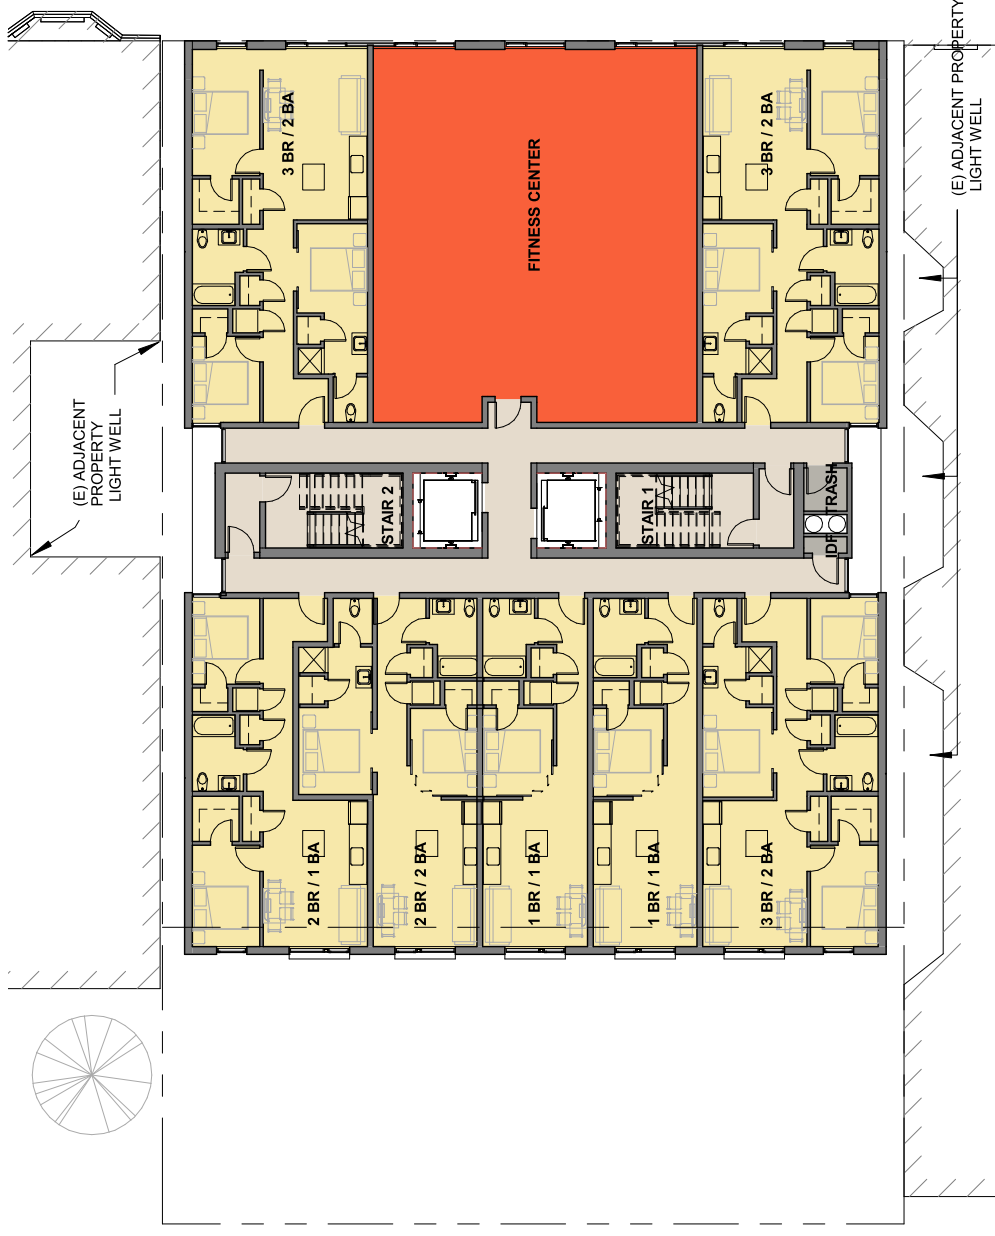 (E) ADJACENT PROPERTY
LIGHT WELL
3 BR / 2 BA
FITNESS CENTER
3 BR / 2 BA
(E) ADJACENT
PROPERTY
LIGHT WELL
STAIR 2
STAIR 1
TRASH
IDF
2 BR / 1 BA
2 BR / 2 BA
1 BR / 1 BA
1 BR / 1 BA
3 BR / 2 BA